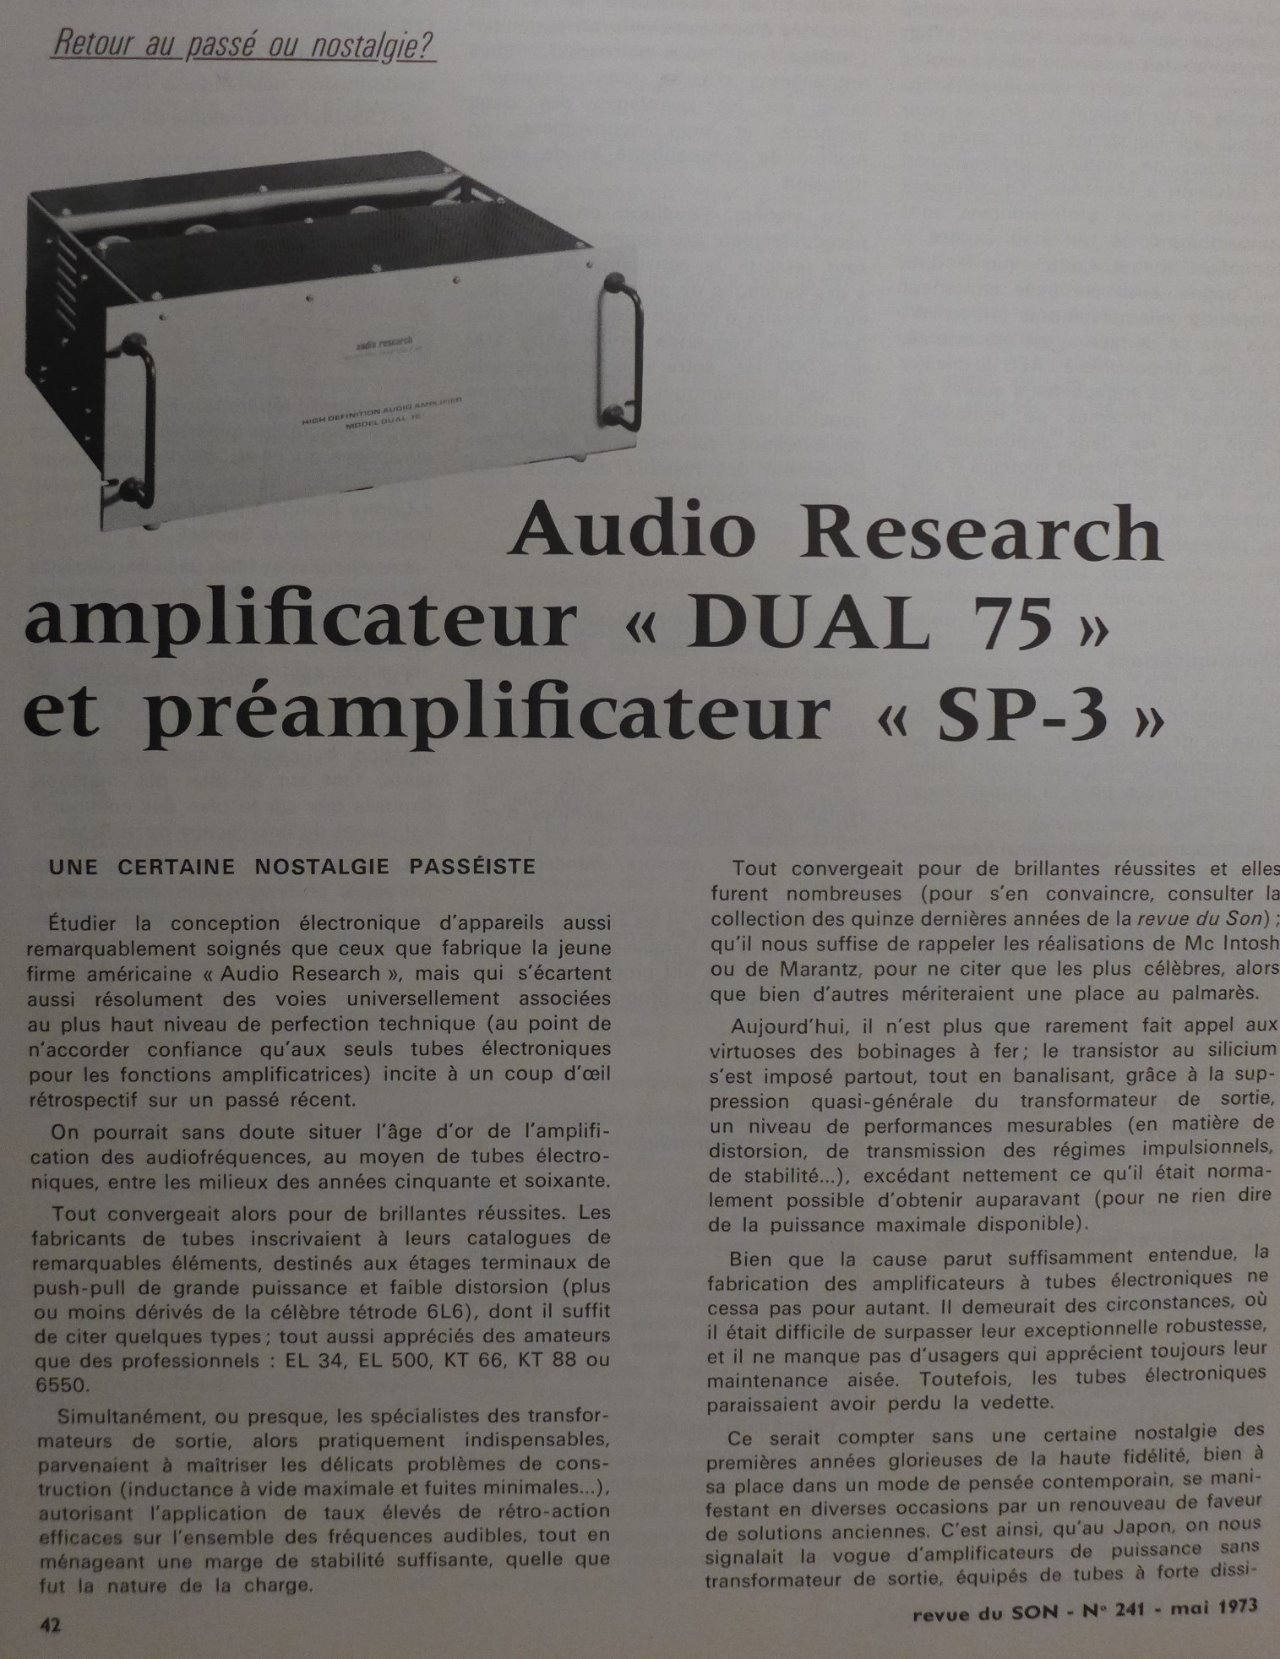 Retour au passé ou nostalgie?
audio research
HIGH DEFINITION AUDIO AMPLIFIER
MODEL DUAL 75
Audio Research
amplificateur « DUAL 75 »
et préamplificateur « SP-3 »
UNE CERTAINE NOSTALGIE PASSÉISTE
Étudier la conception électronique d'appareils aussi
remarquablement soignés que ceux que fabrique la jeune
firme américaine « Audio Research », mais qui s'écartent
aussi résolument des voies universellement associées
au plus haut niveau de perfection technique (au point de
n'accorder confiance qu'aux seuls tubes électroniques
pour les fonctions amplificatrices) incite à un coup d'œil
rétrospectif sur un passé récent.
On pourrait sans doute situer l'âge d'or de l'amplifi-
cation des audiofréquences, au moyen de tubes électro-
niques, entre les milieux des années cinquante et soixante.
Tout convergeait alors pour de brillantes réussites. Les
fabricants de tubes inscrivaient à leurs catalogues de
remarquables éléments, destinés aux étages terminaux de
push-pull de grande puissance et faible distorsion (plus
ou moins dérivés de la célèbre tétrode 6L6), dont il suffit
de citer quelques types ; tout aussi appréciés des amateurs
que des professionnels : EL 34, EL 500, KT 66, KT 88 ou
6550.
Simultanément, ou presque, les spécialistes des transfor-
mateurs de sortie, alors pratiquement indispensables,
parvenaient à maîtriser les délicats problèmes de cons-
truction (inductance à vide maximale et fuites minimales...),
autorisant l'application de taux élevés de rétro-action
efficaces sur l'ensemble des fréquences audibles, tout en
ménageant une marge de stabilité suffisante, quelle que
fut la nature de la charge.
42
Tout convergeait pour de brillantes réussites et elles
furent nombreuses (pour s'en convaincre, consulter la
collection des quinze dernières années de la revue du Son) ;
qu'il nous suffise de rappeler les réalisations de Mc Intosh
ou de Marantz, pour ne citer que les plus célèbres, alors
que bien d'autres mériteraient une place au palmarès.
Aujourd'hui, il n'est plus que rarement fait appel aux
virtuoses des bobinages à fer ; le transistor au silicium
s'est imposé partout, tout en banalisant, grâce à la sup-
pression quasi-générale du transformateur de sortie,
un niveau de performances mesurables (en matière de
distorsion, de transmission des régimes impulsionnels,
de stabilité...), excédant nettement ce qu'il était norma-
lement possible d'obtenir auparavant (pour ne rien dire
de la puissance maximale disponible).
Bien que la cause parut suffisamment entendue, la
fabrication des amplificateurs à tubes électroniques ne
cessa pas pour autant. Il demeurait des circonstances, où
il était difficile de surpasser leur exceptionnelle robustesse,
et il ne manque pas d'usagers qui apprécient toujours leur
maintenance aisée. Toutefois, les tubes électroniques
paraissaient avoir perdu la vedette.
Ce serait compter sans une certaine nostalgie des
premières années glorieuses de la haute fidélité, bien à
sa place dans un mode de pensée contemporain, se mani-
festant en diverses occasions par un renouveau de faveur
de solutions anciennes. C'est ainsi, qu'au Japon, on nous
signalait la vogue d'amplificateurs de puissance sans
transformateur de sortie, équipés de tubes à forte dissi-
revue du SON - N° 241 - mai 1973